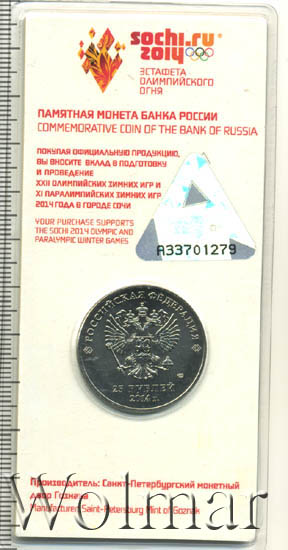 sochi.ru
2014
ЭСТАФЕТА
ОЛИМПИЙСКОГО
ОГНЯ
ПАМЯТНАЯ МОНЕТА БАНКА РОССИИ
COMMEMORATIVE COIN OF THE BANK OF RUSSIA
ПОКУПАЯ ОФИЦИАЛЬНУЮ ПРОДУКЦИЮ,
ВЫ ВНОСИТЕ ВКЛАД В ПОДГОТОВКУ
И ПРОВЕДЕНИЕ
XXII ОЛИМПИЙСКИХ ЗИМНИХ ИГР И
XI ПАРАЛИМПИЙСКИХ ЗИМНИХ ИГР
2014 ГОДА В ГОРОДЕ СОЧИ
YOUR PURCHASE SUPPORTS
THE SOCHI 2014 OLYMPIC AND
PARALYMPIC WINTER GAMES
A33701279
РОССИЙСКАЯ ФЕДЕРАЦИЯ
25 РУБЛЕЙ
2014 г.
Производитель: Санкт-Петербургский монетный
двор Гознака
Manufacturer: Saint-Petersburg Mint of Goznak
Wolmar